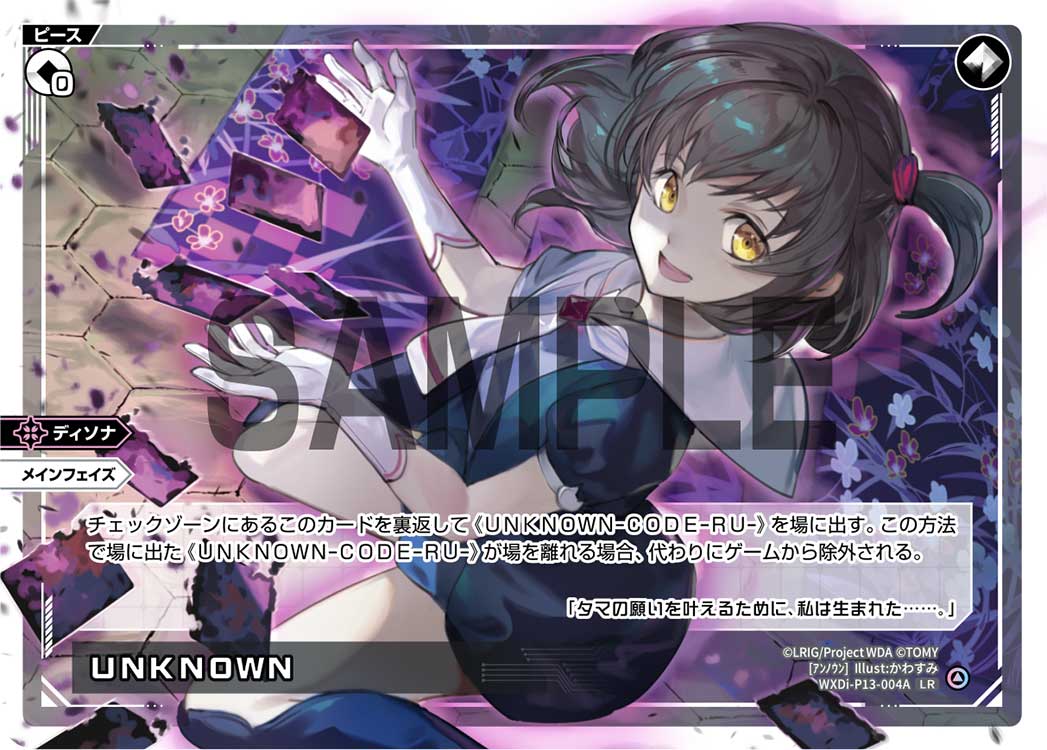 ピース
0
SAMPLE
ディソナ
メインフェイズ
チェックゾーンにあるこのカードを裏返して《UNKNOWN-CODE-RU-》を場に出す。この方法
で場に出た《UNKNOWN-CODE-RU-》が場を離れる場合、代わりにゲームから除外される。
「タマの願いを叶えるために、私は生まれた……。」
UNKNOWN
©LRIG/Project WDA ©TOMY
[ｱﾝﾉｳﾝ] Illust:かわすみ
WXDi-P13-004A LR